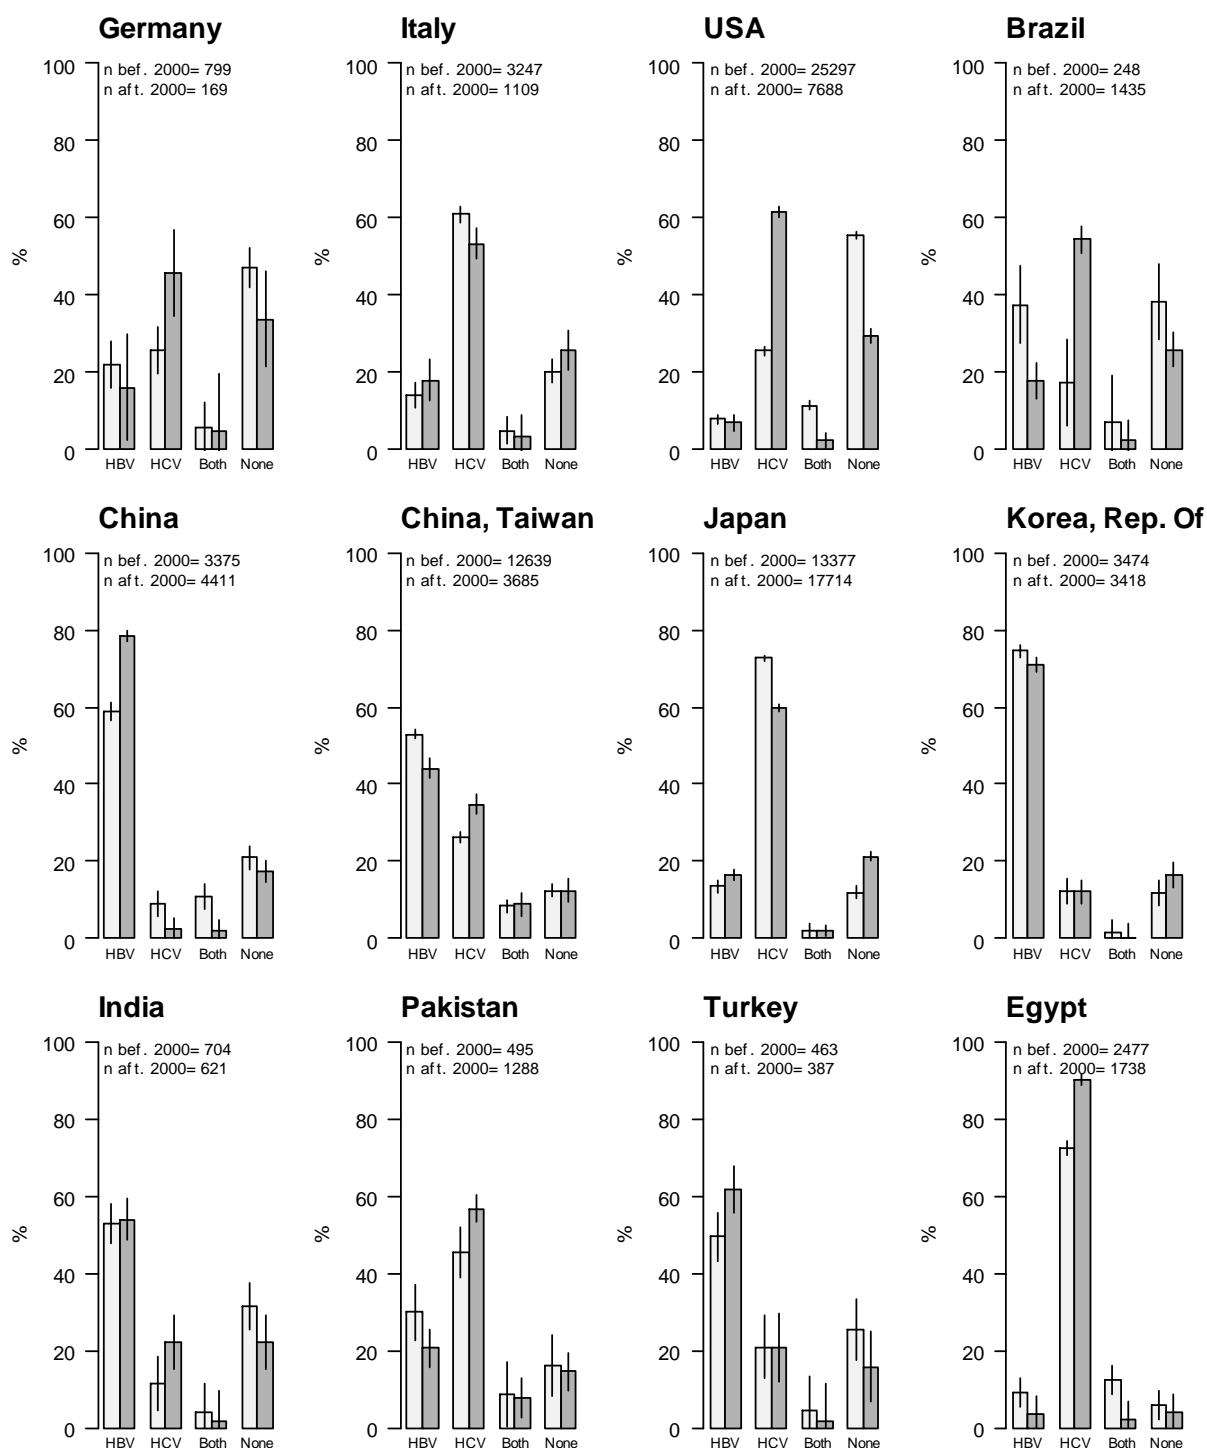 Germany
n bef. 2000= 799
n aft. 2000= 169
100
80
60
40
20
0
%
HBV HCV Both None
Italy
n bef. 2000= 3247
n aft. 2000= 1109
100
80
60
40
20
0
%
HBV HCV Both None
USA
n bef. 2000= 25297
n aft. 2000= 7688
100
80
60
40
20
0
%
HBV HCV Both None
Brazil
n bef. 2000= 248
n aft. 2000= 1435
100
80
60
40
20
0
%
HBV HCV Both None
China
n bef. 2000= 3375
n aft. 2000= 4411
100
80
60
40
20
0
%
HBV HCV Both None
China, Taiwan
n bef. 2000= 12639
n aft. 2000= 3685
100
80
60
40
20
0
%
HBV HCV Both None
Japan
n bef. 2000= 13377
n aft. 2000= 17714
100
80
60
40
20
0
%
HBV HCV Both None
Korea, Rep. Of
n bef. 2000= 3474
n aft. 2000= 3418
100
80
60
40
20
0
%
HBV HCV Both None
India
n bef. 2000= 704
n aft. 2000= 621
100
80
60
40
20
0
%
HBV HCV Both None
Pakistan
n bef. 2000= 495
n aft. 2000= 1288
100
80
60
40
20
0
%
HBV HCV Both None
Turkey
n bef. 2000= 463
n aft. 2000= 387
100
80
60
40
20
0
%
HBV HCV Both None
Egypt
n bef. 2000= 2477
n aft. 2000= 1738
100
80
60
40
20
0
%
HBV HCV Both None